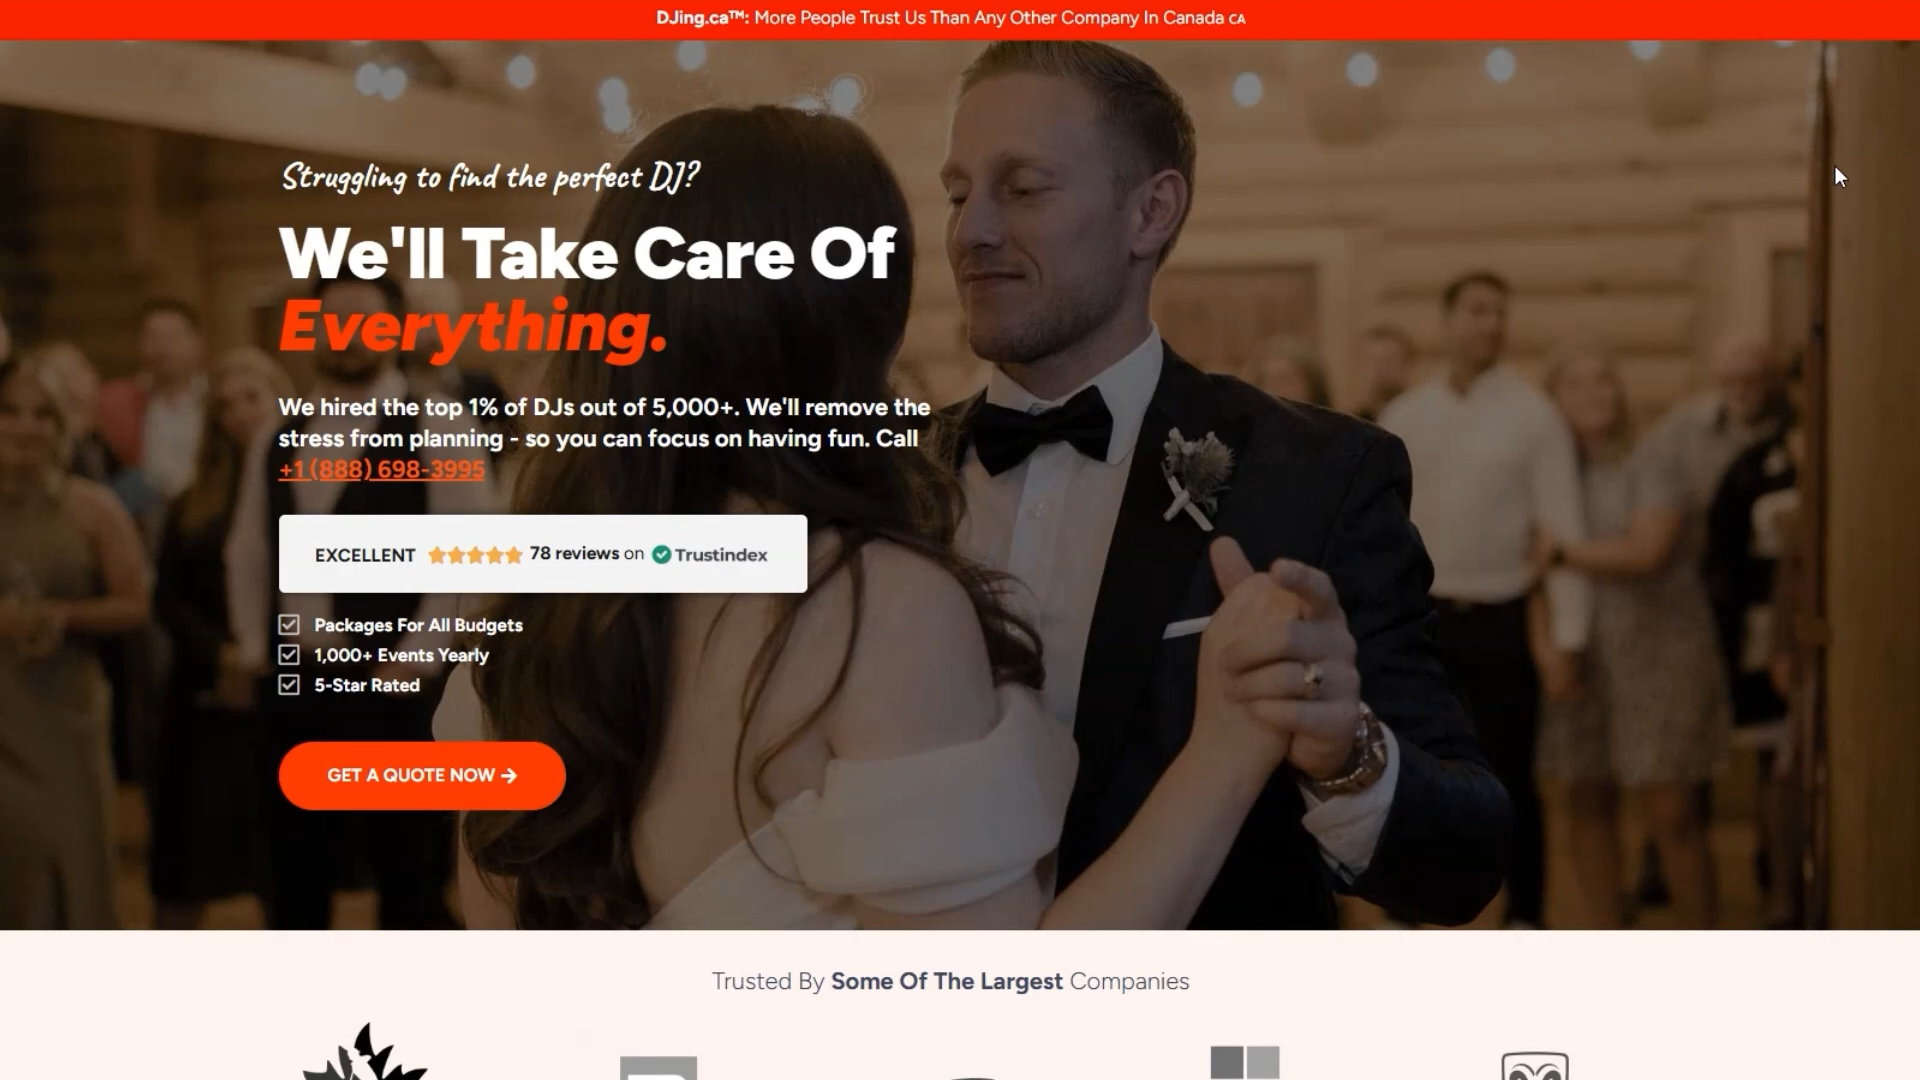 DJing.ca™: More People Trust Us Than Any Other Company In Canada CA
Struggling to find the perfect DJ?
We'll Take Care Of
Everything.
We hired the top 1% of DJs out of 5,000+. We'll remove the
stress from planning - so you can focus on having fun. Call
+1 (888) 698-3995
EXCELLENT 78 reviews on Trustindex
Packages For All Budgets
1,000+ Events Yearly
5-Star Rated
GET A QUOTE NOW →
Trusted By Some Of The Largest Companies